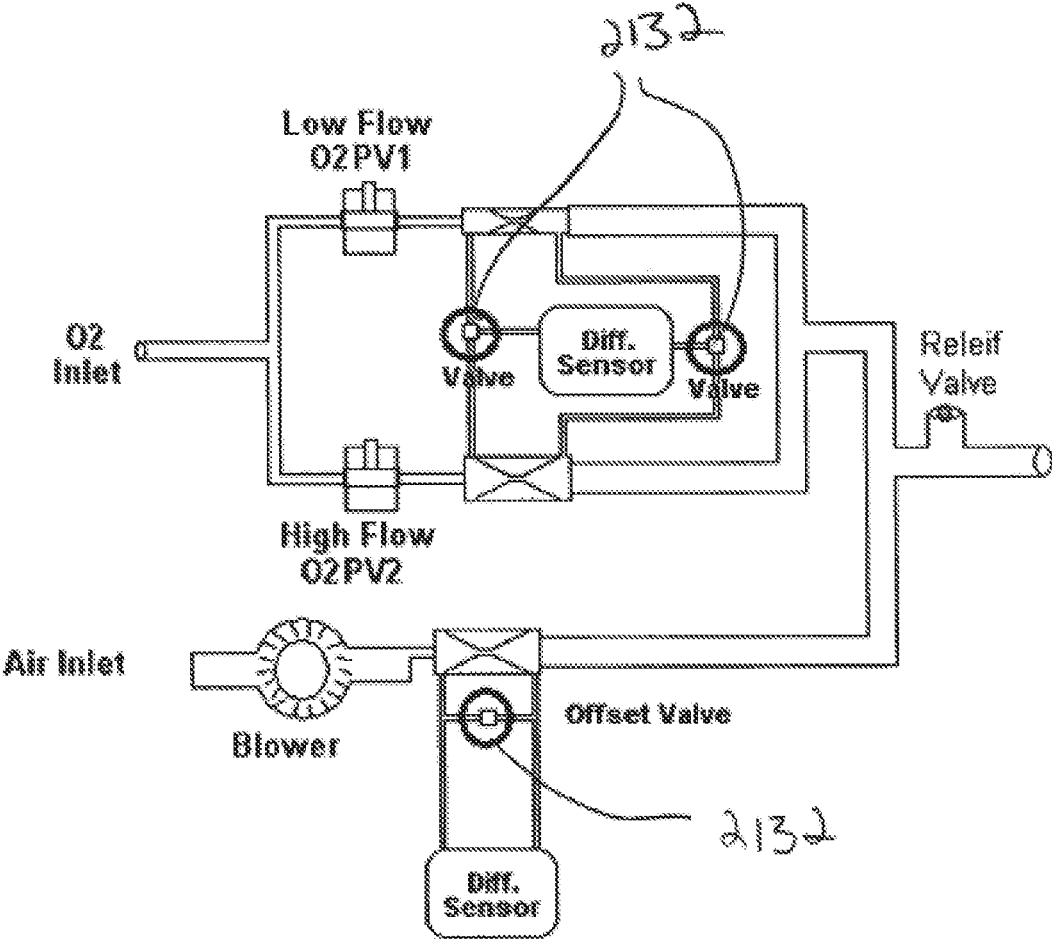 2132
Low Flow
O2PV1
O2
Inlet
Diff.
Sensor
Valve
Valve
Releif
Valve
High Flow
O2PV2
Air Inlet
Blower
Offset Valve
2132
Diff.
Sensor